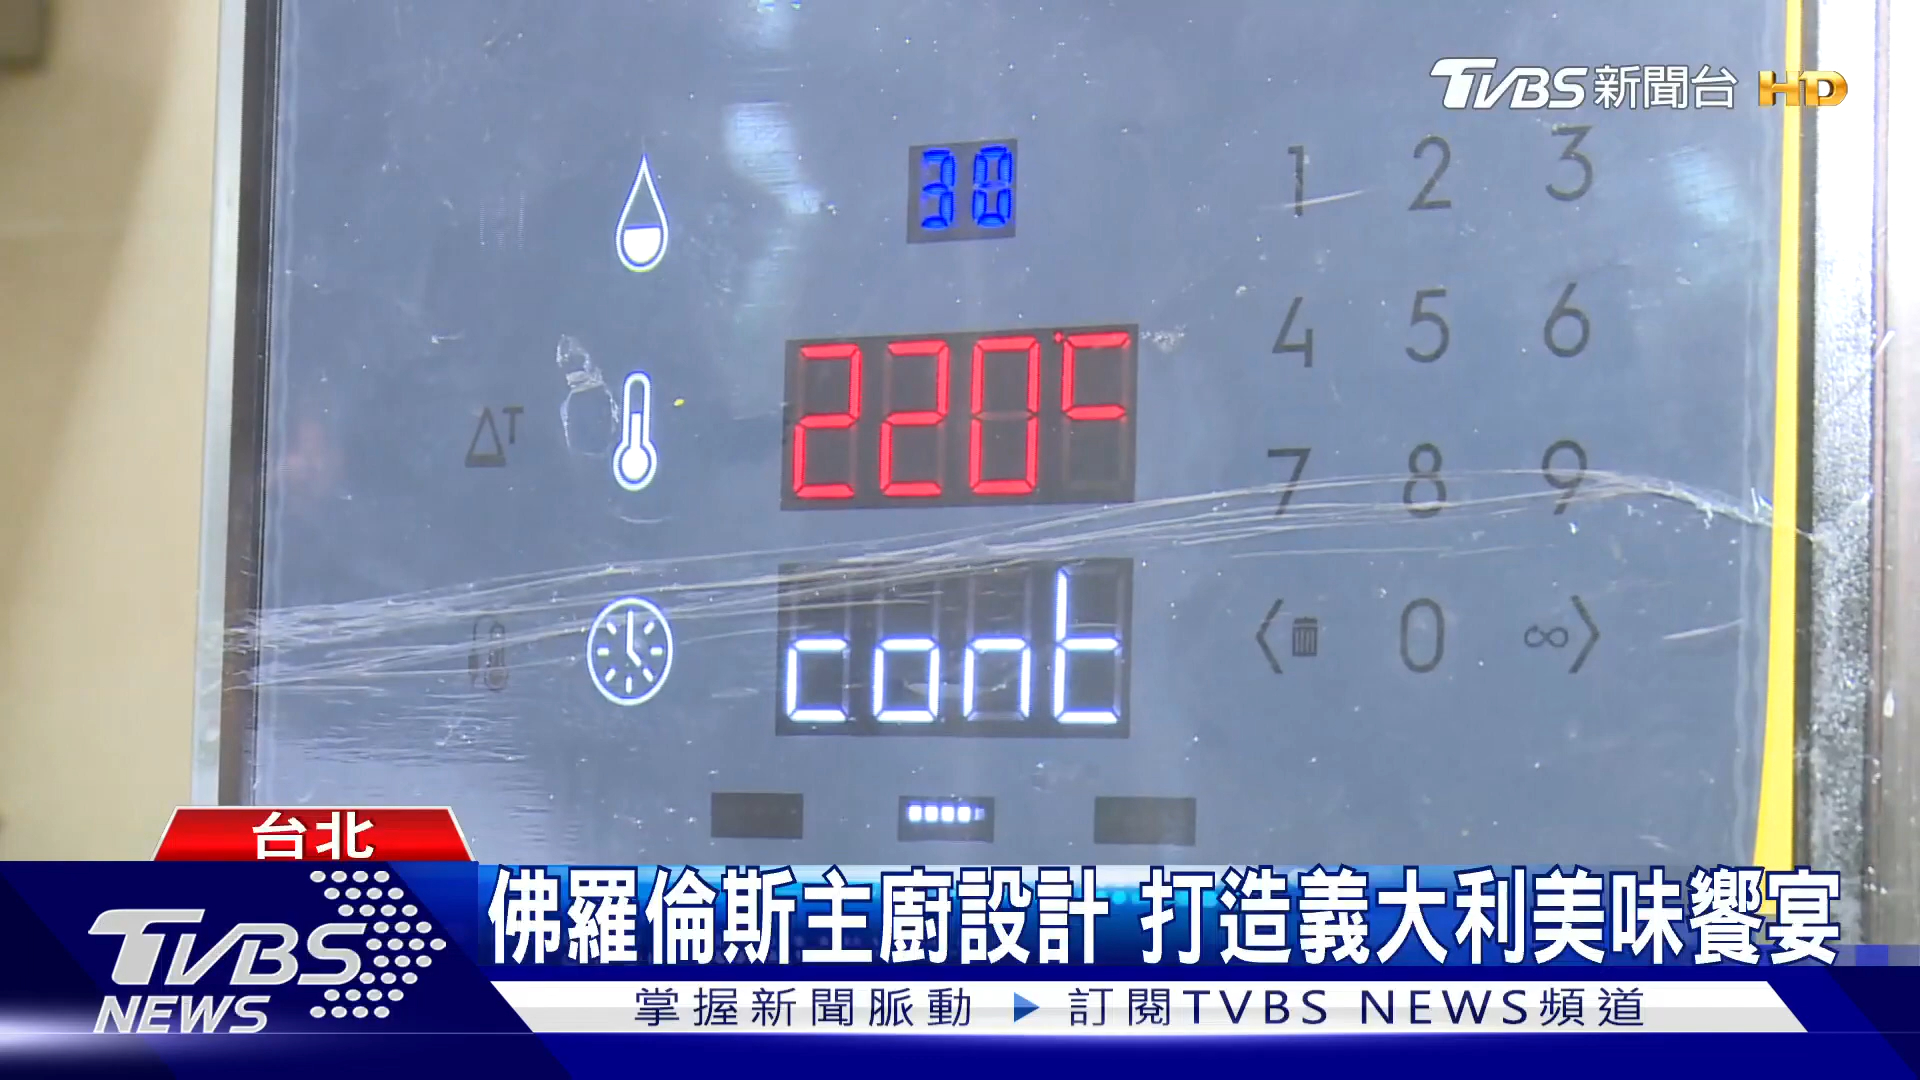 TVBS新聞台 HD
30
1 2 3
220°C
4 5 6
ΔT
7 8 9
cont
0 ∞
台北
佛羅倫斯主廚設計 打造義大利美味饗宴
TVBS NEWS
掌握新聞脈動 ▶ 訂閱TVBS NEWS頻道